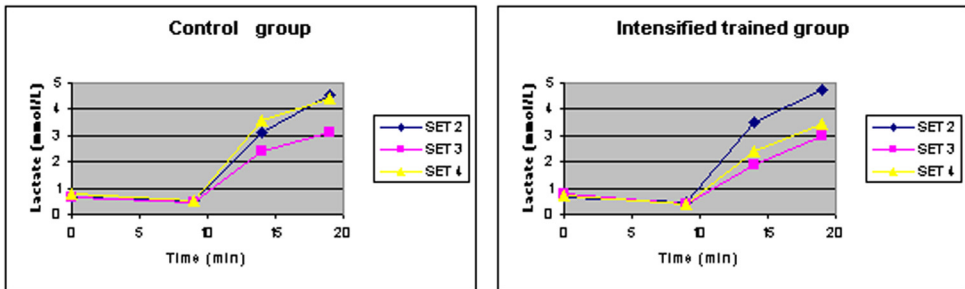 Control group
Lactate (mmol/L)
5
4
3
2
1
0
0 5 10 15 20
Time (min)
SET 2
SET 3
SET 4
Intensified trained group
Lactate (mmol/L)
5
4
3
2
1
0
0 5 10 15 20
Time (min)
SET 2
SET 3
SET 4